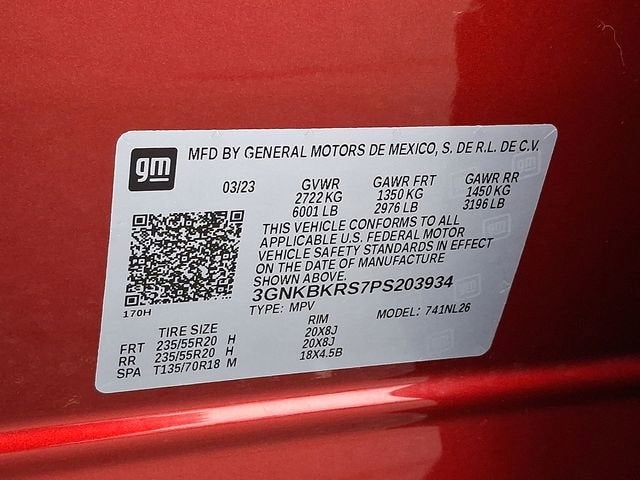 gm
MFD BY GENERAL MOTORS DE MEXICO, S. DE R.L. DE C.V.
03/23 GVWR GAWR FRT GAWR RR
2722 KG 1350 KG 1450 KG
6001 LB 2976 LB 3196 LB
THIS VEHICLE CONFORMS TO ALL
APPLICABLE U.S. FEDERAL MOTOR
VEHICLE SAFETY STANDARDS IN EFFECT
ON THE DATE OF MANUFACTURE
SHOWN ABOVE.
3GNKBKRS7PS203934
170H
TYPE: MPV MODEL: 741NL26
TIRE SIZE RIM
FRT 235/55R20 H 20X8J
RR 235/55R20 H 20X8J
SPA T135/70R18 M 18X4.5B